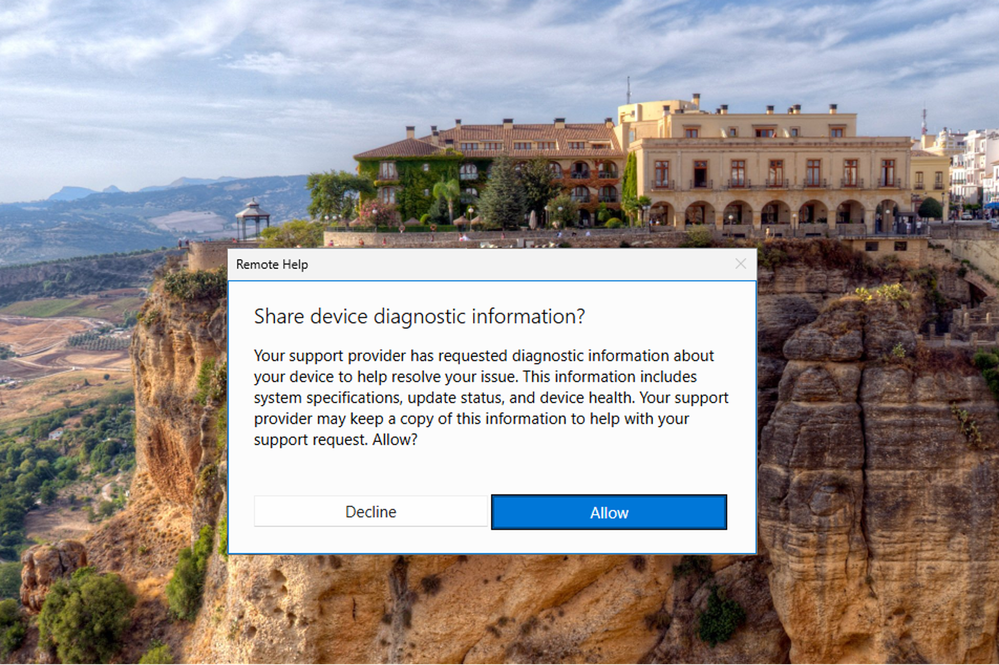 Remote Help
Share device diagnostic information?
Your support provider has requested diagnostic information about
your device to help resolve your issue. This information includes
system specifications, update status, and device health. Your support
provider may keep a copy of this information to help with your
support request. Allow?
Decline
Allow